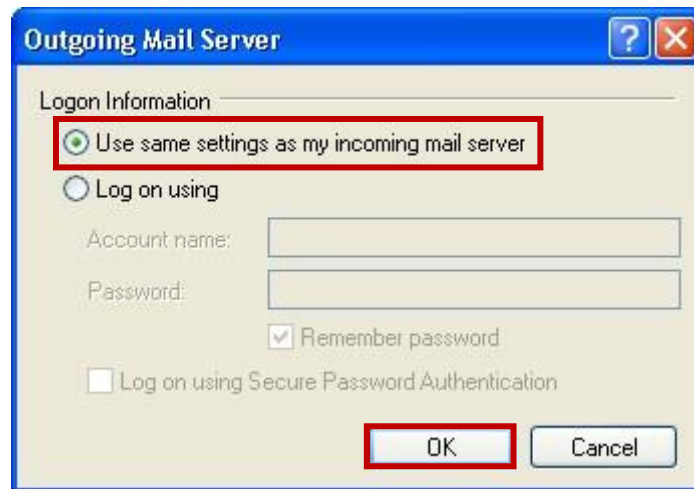 Outgoing Mail Server
?
Logon Information
Use same settings as my incoming mail server
Log on using
Account name:
Password:
Remember password
Log on using Secure Password Authentication
OK Cancel